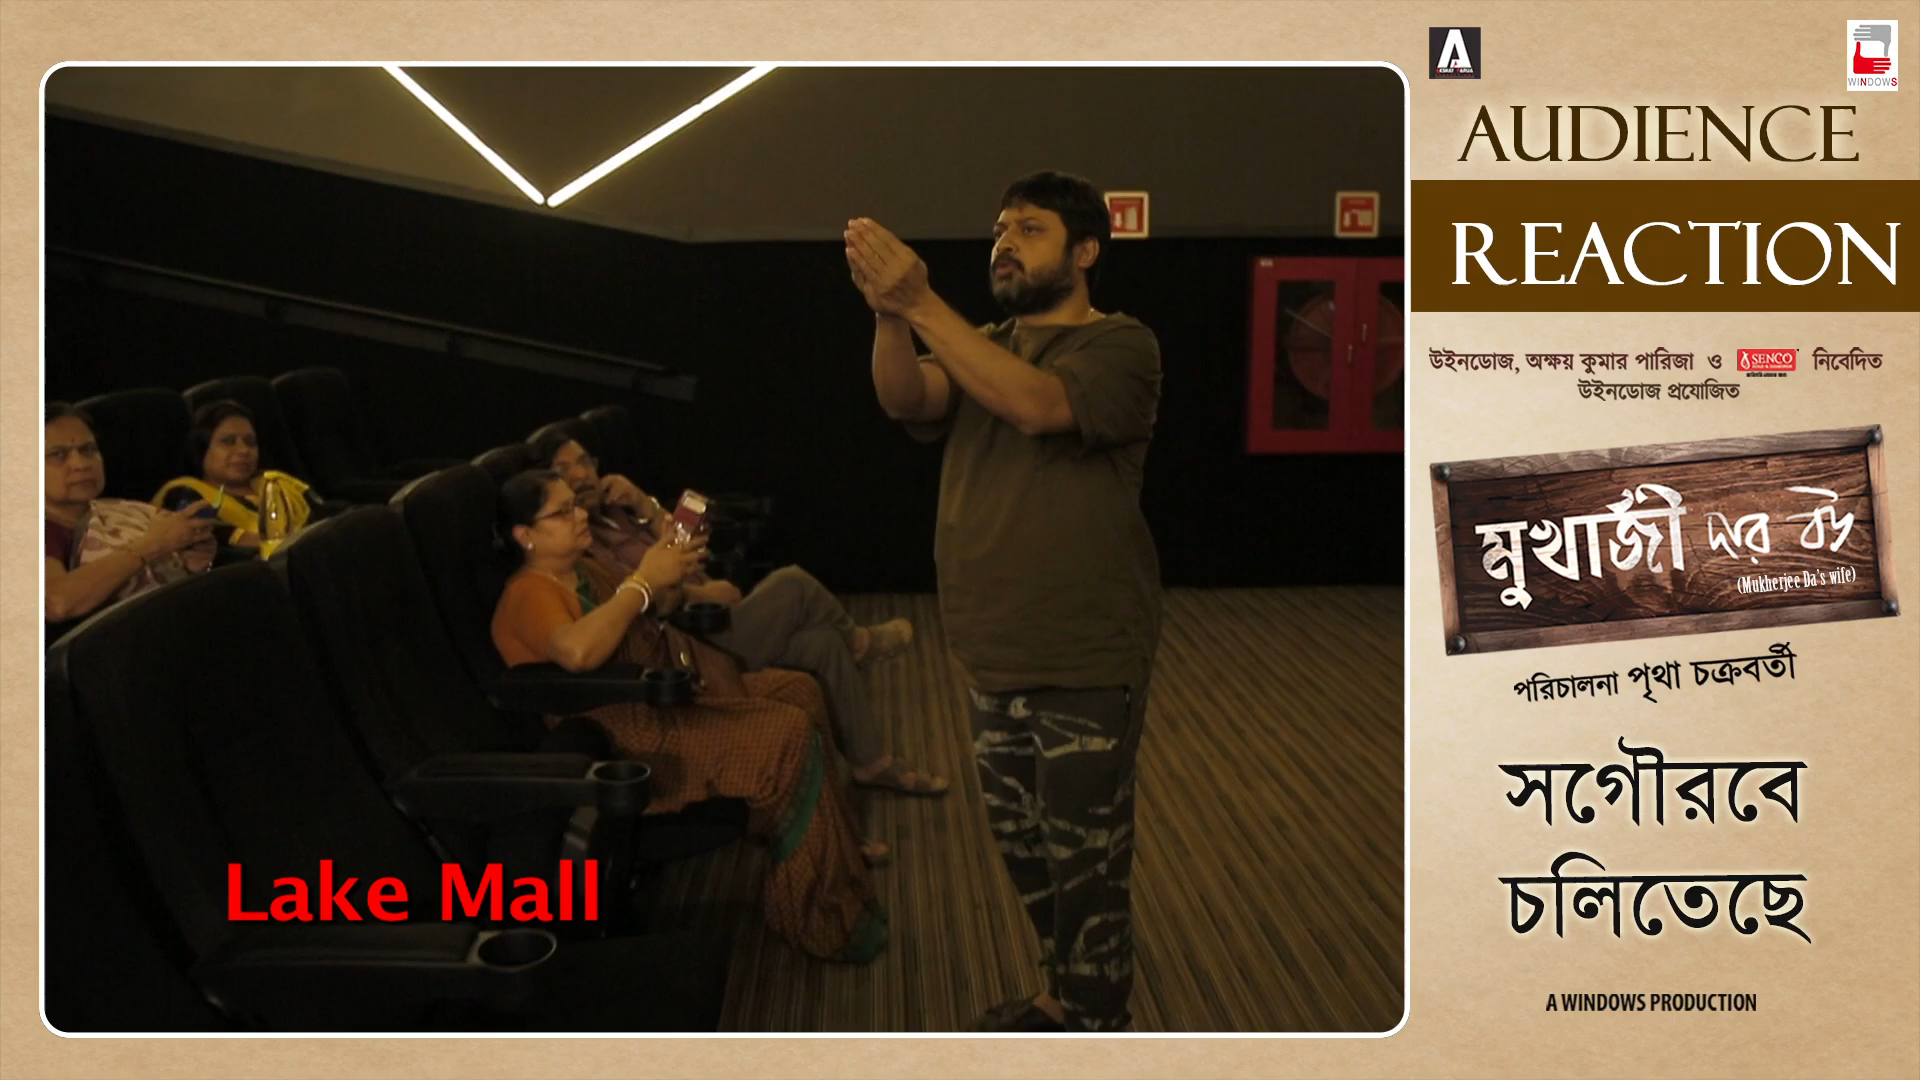 Lake Mall
A
WINDOWS
AUDIENCE
REACTION
উইনডোজ, অক্ষয় কুমার পারিজা ও SENCO নিবেদিত
উইনডোজ প্রযোজিত
মুখার্জী দার বউ
(Mukherjee Da's wife)
পরিচালনা পৃথা চক্রবর্তী
সগৌরবে
চলিতেছে
A WINDOWS PRODUCTION